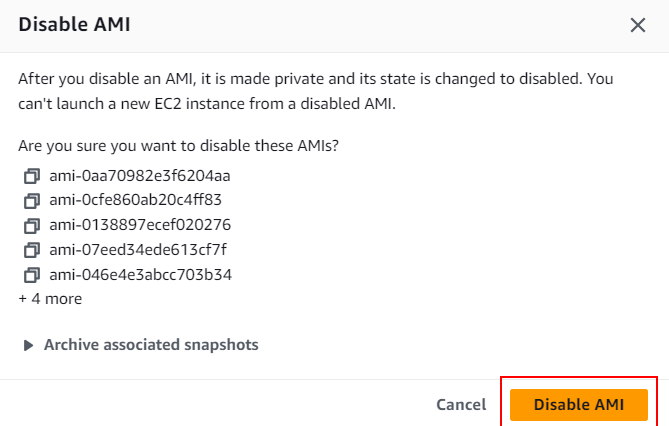 Disable AMI
After you disable an AMI, it is made private and its state is changed to disabled. You
can't launch a new EC2 instance from a disabled AMI.
Are you sure you want to disable these AMIs?
ami-0aa70982e3f6204aa
ami-0cfe860ab20c4ff83
ami-0138897ecef020276
ami-07eed34ede613cf7f
ami-046e4e3abcc703b34
+ 4 more
Archive associated snapshots
Cancel Disable AMI